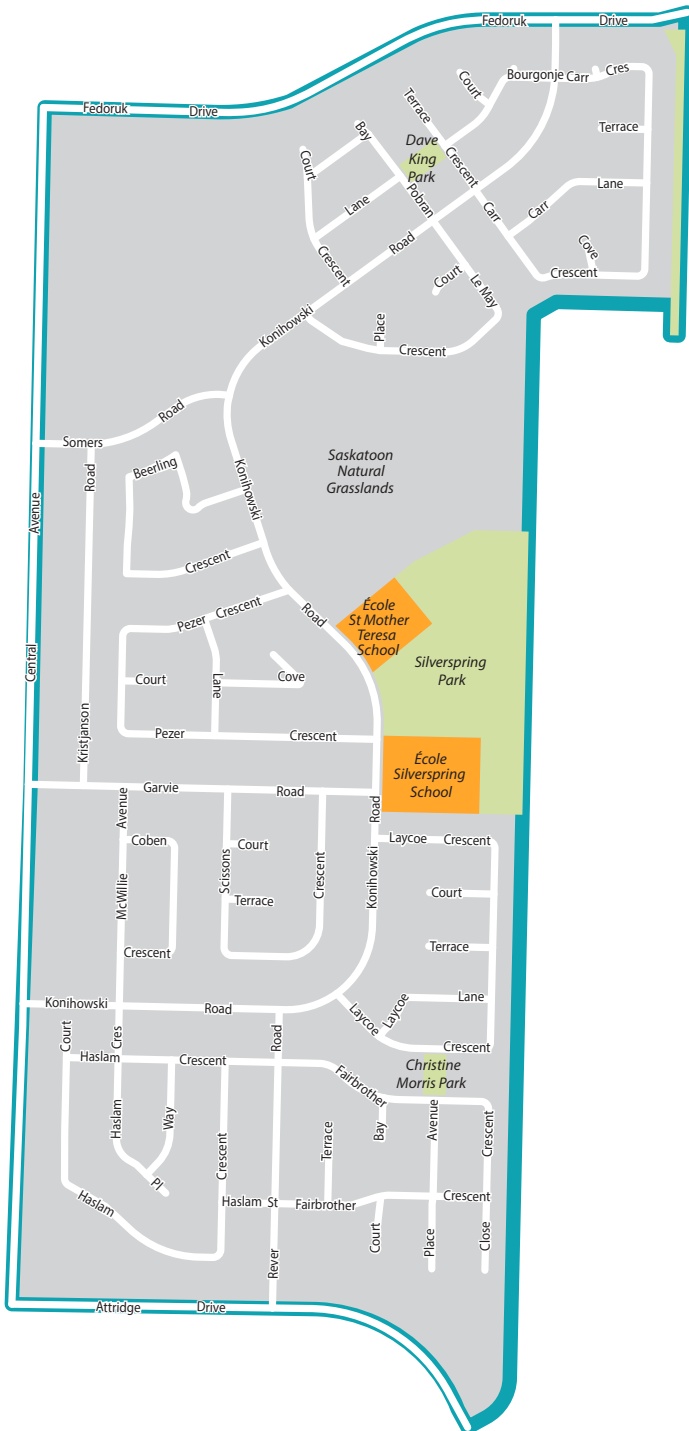 Fedoruk
Drive
Fedoruk
Drive
Court
Bourgonje
Carr
Cres
Terrace
Bay
Dave
King
Park
Terrace
Court
Crescent
Lane
Pobran
Carr
Carr
Lane
Crescent
Road
Cove
Court
Le May
Crescent
Konihowski
Place
Crescent
Road
Somers
Road
Beerling
Konihowski
Saskatoon
Natural
Grasslands
Avenue
Crescent
Central
Pezer
Crescent
Road
École
St Mother
Teresa
School
Silverspring
Park
Court
Lane
Cove
Kristjanson
Pezer
Crescent
École
Silverspring
School
Garvie
Road
Road
Avenue
Coben
Court
Laycoe
Crescent
Scissons
Crescent
Konihowski
McWillie
Terrace
Court
Crescent
Terrace
Konihowski
Road
Laycoe
Laycoe
Lane
Court
Cres
Road
Crescent
Haslam
Crescent
Fairbrother
Christine
Morris Park
Haslam
Way
Bay
Avenue
Crescent
Crescent
Terrace
Pl
Haslam
Haslam St
Fairbrother
Crescent
Court
Place
Close
Rever
Attridge
Drive